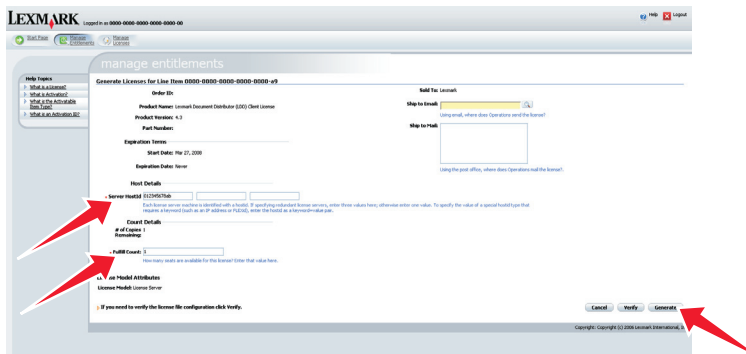 LEXMARK Logged in as 0000-0000-0000-0000-0000-00
Help Logout
Start Page Manage Entitlements Manage Licenses
manage entitlements
Help Topics
What is a License?
What is Activation?
What is the Activatable Item Type?
What is an Activation ID?
Generate Licenses for Line Item 0000-0000-0000-0000-0000-a9
Order ID:
Product Name: Lexmark Document Distributor (LDD) Client License
Product Version: 4.3
Part Number:
Expiration Terms
Start Date: Mar 27, 2008
Expiration Date: Never
Sold To: Lexmark
Ship to Email:
Using email, where does Operations send the license?
Ship to Mail:
Using the post office, where does Operations mail the license?.
Host Details
Server HostId 012345678ab
Each license server machine is identified with a hostid. If specifying redundant license servers, enter three values here; otherwise enter one value. To specify the value of a special hostid type that
requires a keyword (such as an IP address or FLEXid), enter the hostid as a keyword=value pair.
Count Details
# of Copies 1
Remaining:
Fulfill Count:
How many seats are available for this license? Enter that value here.
License Model Attributes
License Model: License Server
If you need to verify the license file configuration click Verify.
Cancel Verify Generate
Copyright: Copyright (c) 2006 Lexmark International,